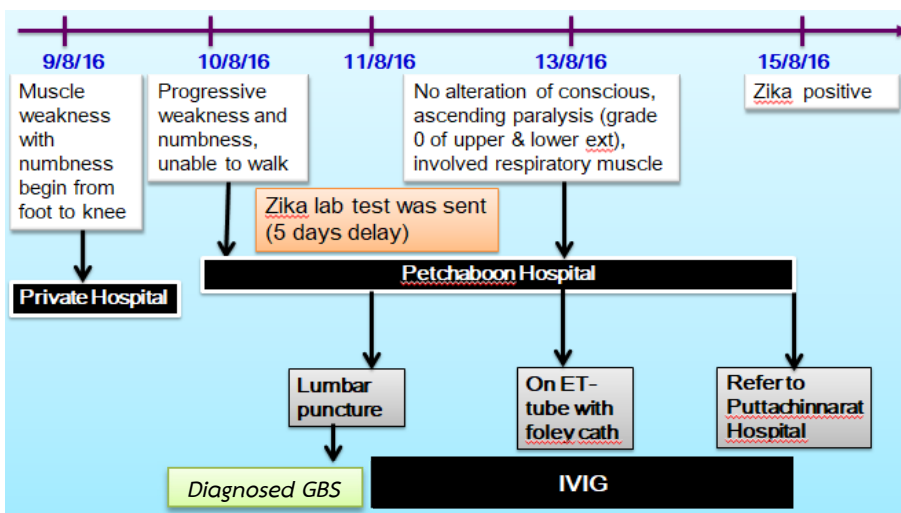 9/8/16
10/8/16
11/8/16
13/8/16
15/8/16
Muscle
weakness
with
numbness
begin from
foot to knee
Progressive
weakness and
numbness,
unable to walk
No alteration of conscious,
ascending paralysis (grade
0 of upper & lower ext),
involved respiratory muscle
Zika positive
Zika lab test was sent
(5 days delay)
Private Hospital
Petchaboon Hospital
Lumbar
puncture
On ET-
tube with
foley cath
Refer to
Puttachinnarat
Hospital
Diagnosed GBS
IVIG